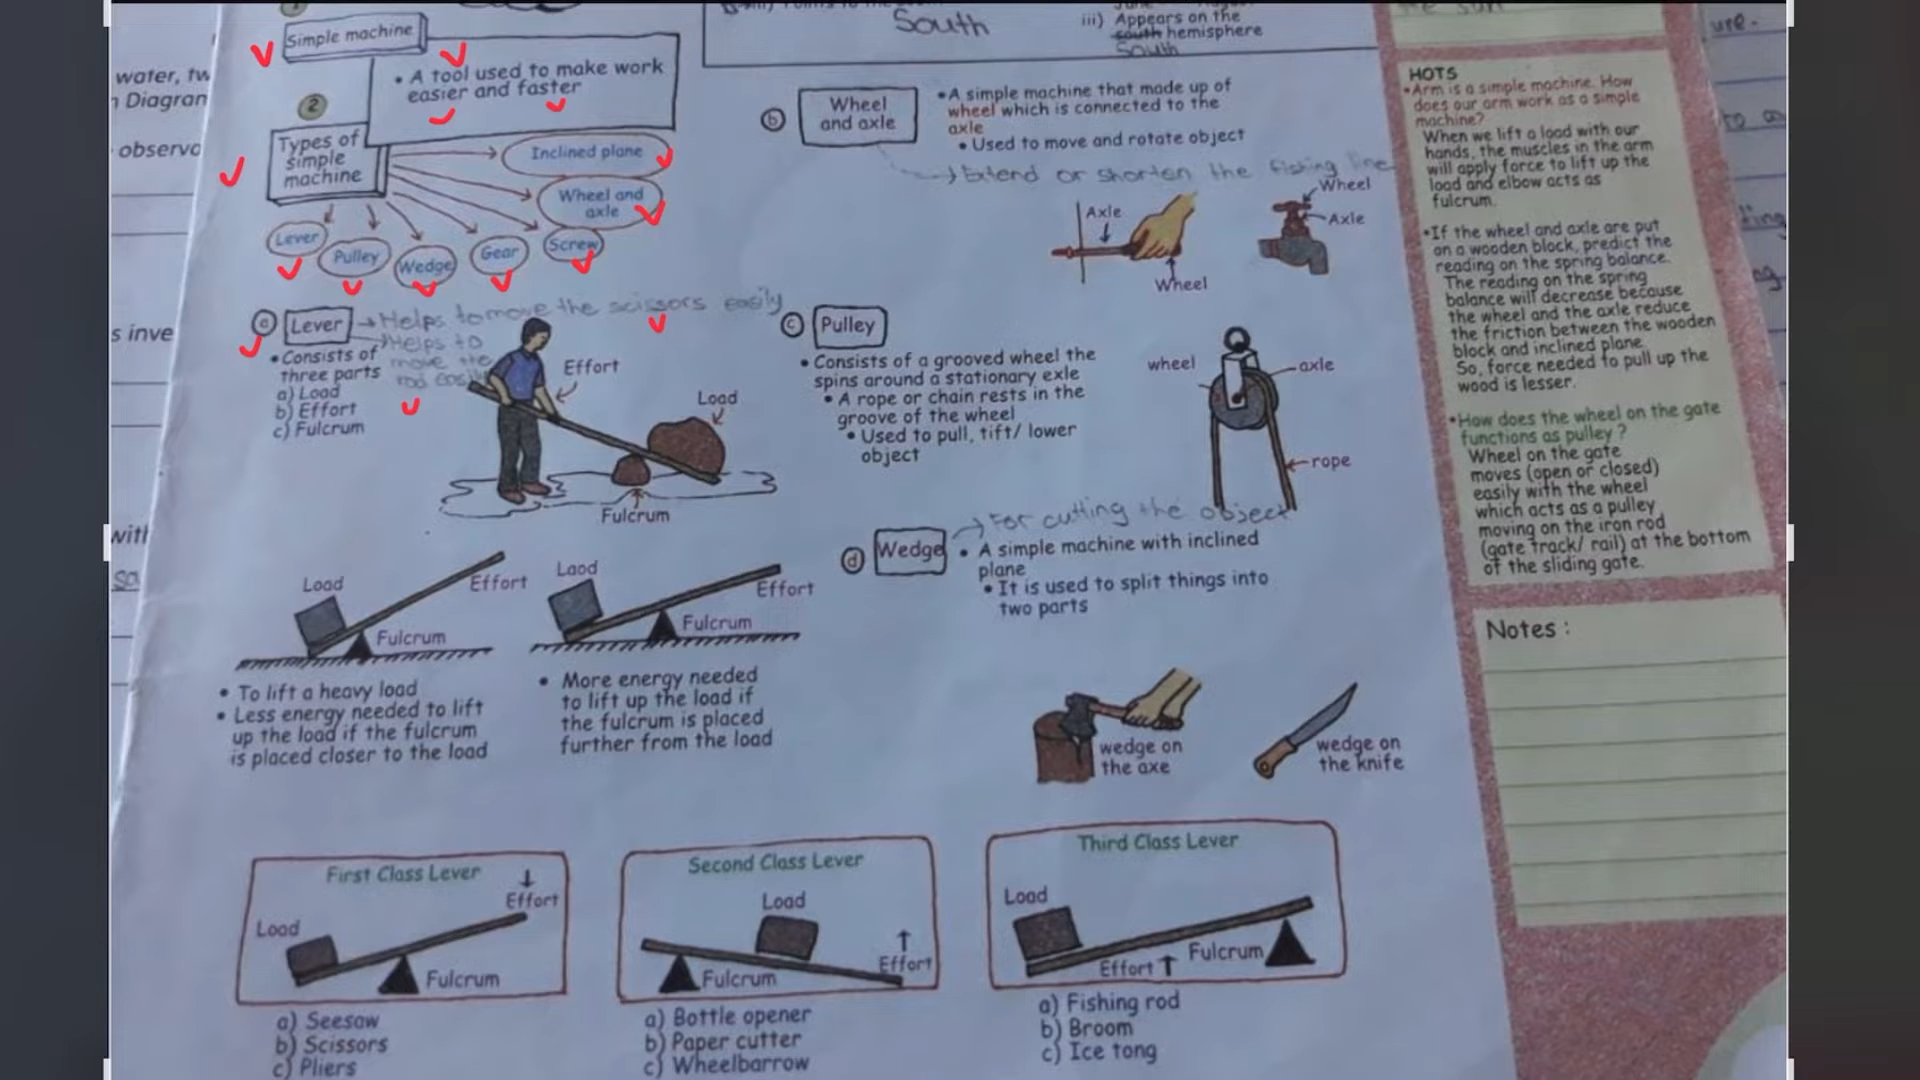 1
Simple machine
• A tool used to make work
easier and faster
2
Types of
simple
machine
Inclined plane
Wheel and
axle
Lever
Pulley
Wedge
Gear
Screw
water, tw
Diagran
observa
s inve
with
sa
South
iii) Appears on the
south hemisphere
South
the sun
ure.
to
a Lever → Helps to move the scissors easily
→ Helps to
move the
rod easily
• Consists of
three parts
a) Load
b) Effort
c) Fulcrum
Effort
Load
Fulcrum
Load
Effort
Fulcrum
• To lift a heavy load
• Less energy needed to lift
up the load if the fulcrum
is placed closer to the load
Laod
Effort
Fulcrum
• More energy needed
to lift up the load if
the fulcrum is placed
further from the load
b Wheel
and axle
• A simple machine that made up of
wheel which is connected to the
axle
• Used to move and rotate object
→ Extend or shorten the fishing line
Axle
Wheel
Wheel
Axle
c Pulley
• Consists of a grooved wheel the
spins around a stationary exle
• A rope or chain rests in the
groove of the wheel
• Used to pull, tift/ lower
object
wheel
axle
rope
d Wedge
→ For cutting the object
• A simple machine with inclined
plane
• It is used to split things into
two parts
wedge on
the axe
wedge on
the knife
First Class Lever
Load
↓
Effort
Fulcrum
a) Seesaw
b) Scissors
c) Pliers
Second Class Lever
Load
↑
Effort
Fulcrum
a) Bottle opener
b) Paper cutter
c) Wheelbarrow
Third Class Lever
Load
Effort ↑
Fulcrum
a) Fishing rod
b) Broom
c) Ice tong
HOTS
• Arm is a simple machine. How
does our arm work as a simple
machine?
When we lift a load with our
hands, the muscles in the arm
will apply force to lift up the
load and elbow acts as
fulcrum.
• If the wheel and axle are put
on a wooden block, predict the
reading on the spring balance.
The reading on the spring
balance will decrease because
the wheel and the axle reduce
the friction between the wooden
block and inclined plane.
So, force needed to pull up the
wood is lesser.
• How does the wheel on the gate
functions as pulley ?
Wheel on the gate
moves (open or closed)
easily with the wheel
which acts as a pulley
moving on the iron rod
(gate track/ rail) at the bottom
of the sliding gate.
Notes :